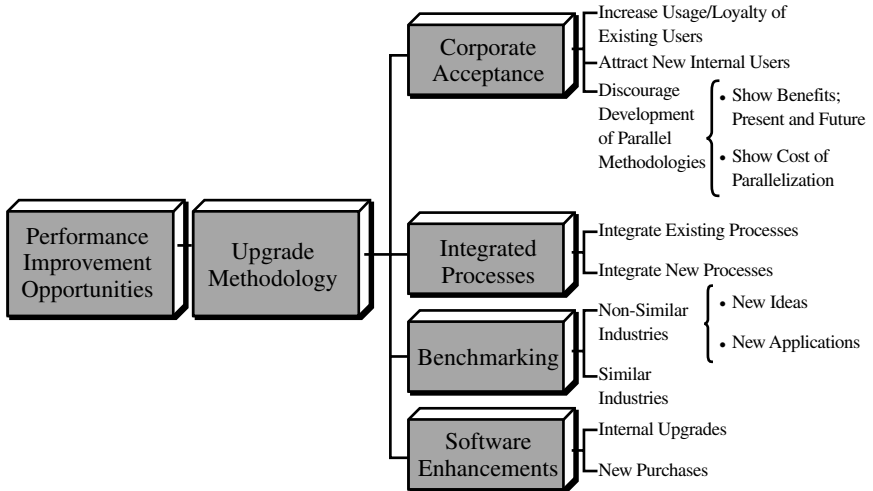 Performance
Improvement
Opportunities
Upgrade
Methodology
Corporate
Acceptance
Increase Usage/Loyalty of
Existing Users
Attract New Internal Users
Discourage
Development
of Parallel
Methodologies
• Show Benefits;
Present and Future
• Show Cost of
Parallelization
Integrated
Processes
Integrate Existing Processes
Integrate New Processes
Benchmarking
Non-Similar
Industries
• New Ideas
• New Applications
Similar
Industries
Software
Enhancements
Internal Upgrades
New Purchases